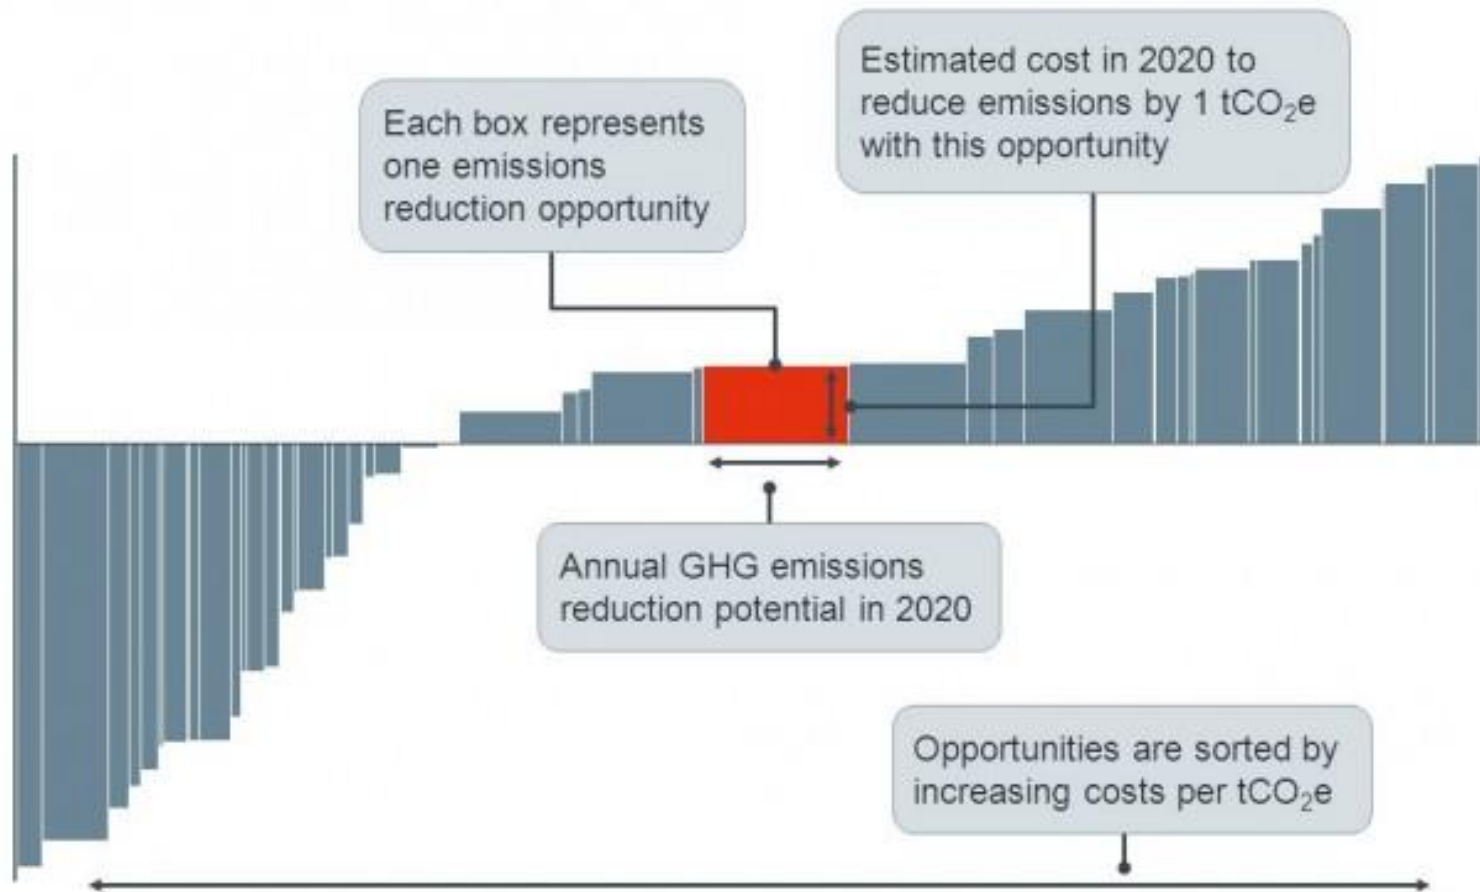 Estimated cost in 2020 to
reduce emissions by 1 tCO₂e
with this opportunity
Each box represents
one emissions
reduction opportunity
Annual GHG emissions
reduction potential in 2020
Opportunities are sorted by
increasing costs per tCO₂e